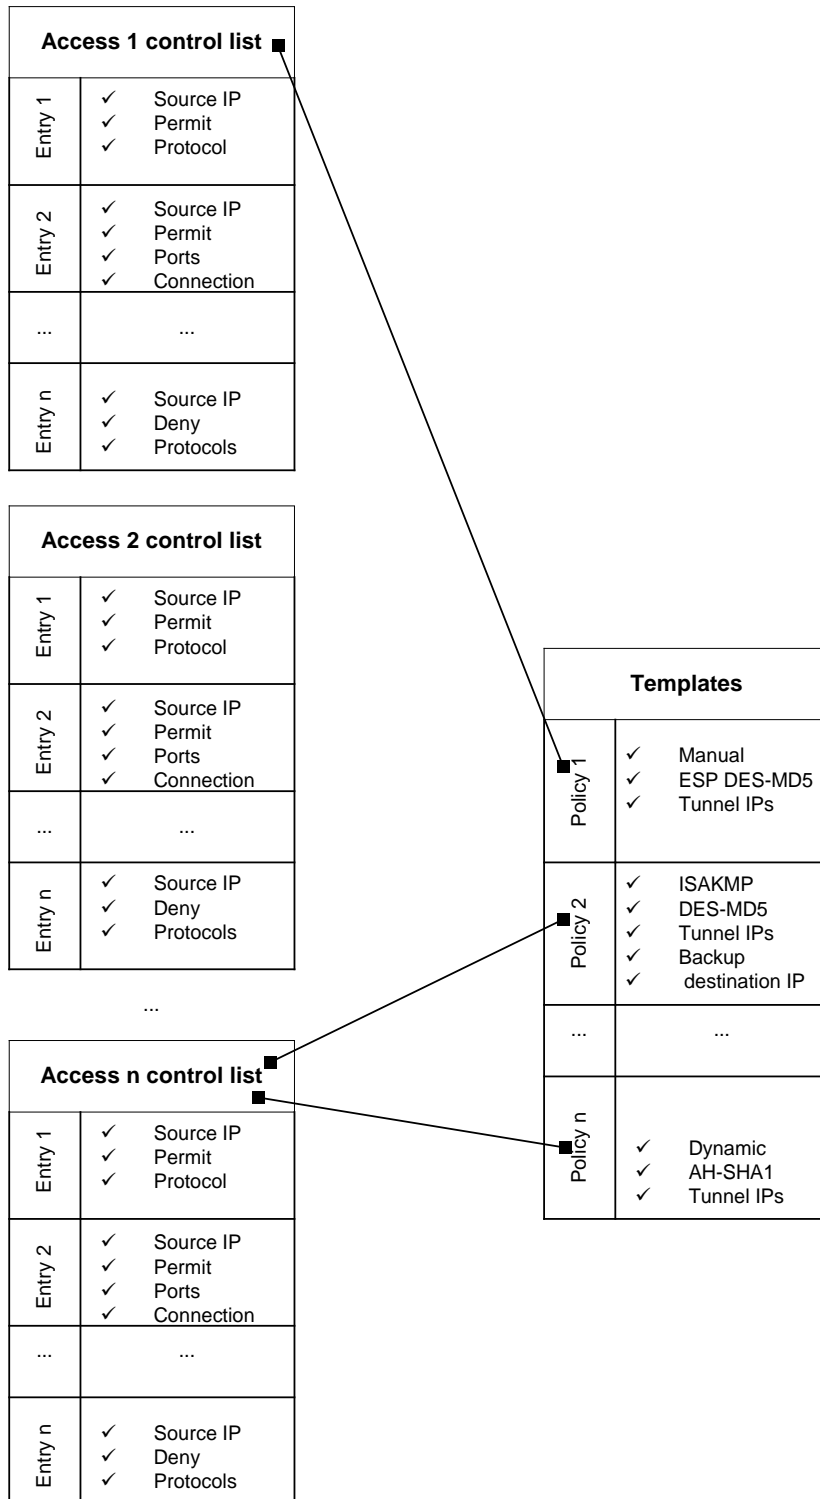 Access 1 control list
Entry 1
✓ Source IP
✓ Permit
✓ Protocol
Entry 2
✓ Source IP
✓ Permit
✓ Ports
✓ Connection
... ...
Entry n
✓ Source IP
✓ Deny
✓ Protocols
Access 2 control list
Entry 1
✓ Source IP
✓ Permit
✓ Protocol
Entry 2
✓ Source IP
✓ Permit
✓ Ports
✓ Connection
... ...
Entry n
✓ Source IP
✓ Deny
✓ Protocols
...
Access n control list
Entry 1
✓ Source IP
✓ Permit
✓ Protocol
Entry 2
✓ Source IP
✓ Permit
✓ Ports
✓ Connection
... ...
Entry n
✓ Source IP
✓ Deny
✓ Protocols
Templates
Policy 1
✓ Manual
✓ ESP DES-MD5
✓ Tunnel IPs
Policy 2
✓ ISAKMP
✓ DES-MD5
✓ Tunnel IPs
✓ Backup
✓ destination IP
... ...
Policy n
✓ Dynamic
✓ AH-SHA1
✓ Tunnel IPs